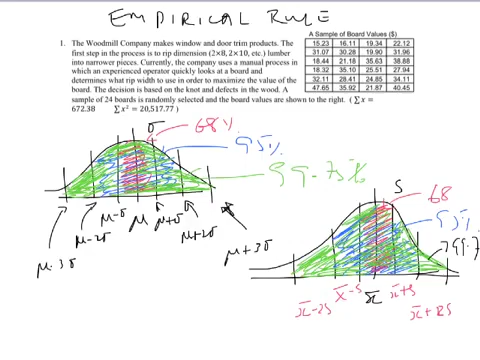 EMPIRICAL RULE
A Sample of Board Values ($)
1. The Woodmill Company makes window and door trim products. The
first step in the process is to rip dimension (2×8, 2×10, etc.) lumber
into narrower pieces. Currently, the company uses a manual process in
which an experienced operator quickly looks at a board and
determines what rip width to use in order to maximize the value of the
board. The decision is based on the knot and defects in the wood. A
sample of 24 boards is randomly selected and the board values are shown to the right. ( ∑x =
672.38 ∑x² = 20,517.77 )
15.23 16.11 19.34 22.12
31.07 30.28 19.90 31.96
18.44 21.18 35.63 38.88
18.32 35.10 25.51 27.94
32.11 28.41 24.85 34.11
47.65 35.92 21.87 40.45
σ
68%
95%
99.75%
μ-3σ μ-2σ μ-σ μ μ+σ μ+2σ μ+3σ
S
68
95%
99.7
x̄-2S x̄-S x̄ x̄+S x̄+2S